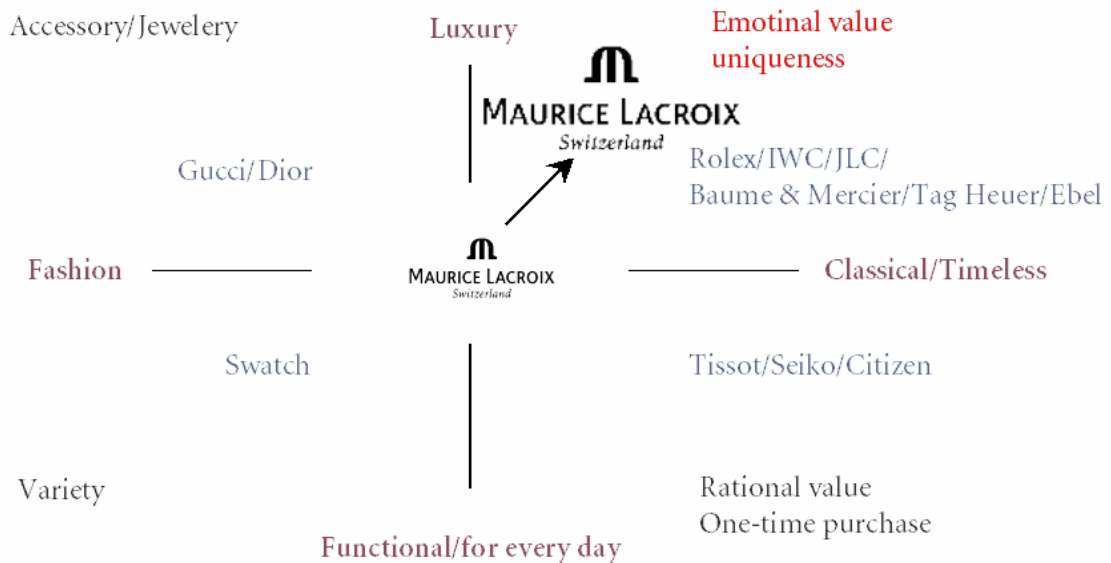 Accessory/Jewelery
Luxury
Emotinal value
uniqueness
MAURICE LACROIX
Switzerland
Gucci/Dior
Rolex/IWC/JLC/
Baume & Mercier/Tag Heuer/Ebel
Fashion
MAURICE LACROIX
Switzerland
Classical/Timeless
Swatch
Tissot/Seiko/Citizen
Variety
Rational value
One-time purchase
Functional/for every day